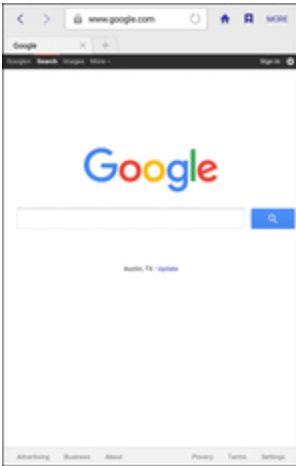 www.google.com MORE
Google
Google+ Search Images More Sign in
Google
Austin, TX - Update
Advertising Business About Privacy Terms Settings